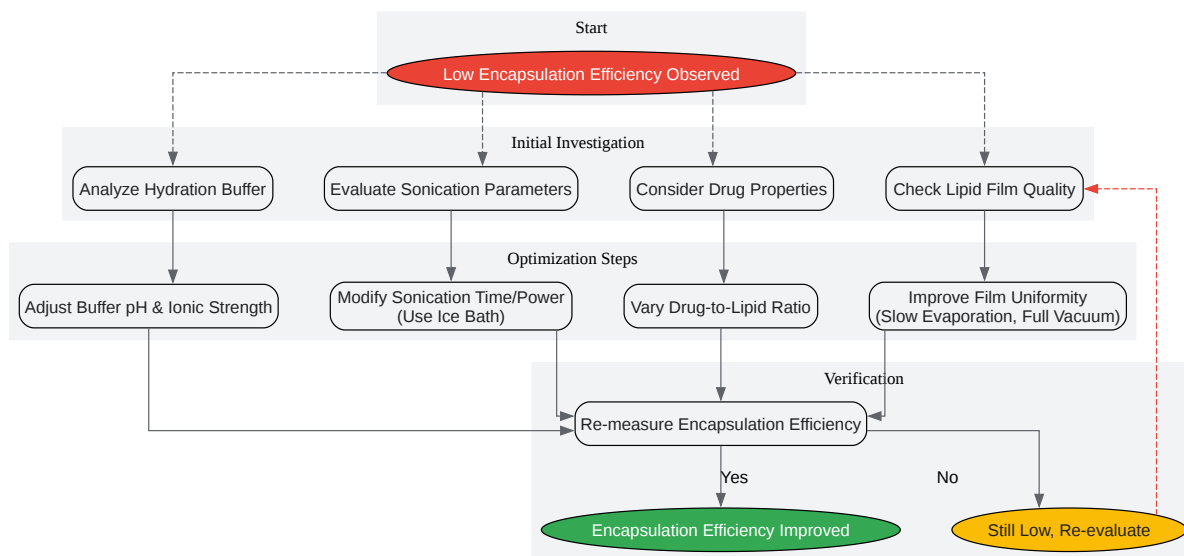 Start
Low Encapsulation Efficiency Observed
Initial Investigation
Analyze Hydration Buffer
Evaluate Sonication Parameters
Consider Drug Properties
Check Lipid Film Quality
Optimization Steps
Adjust Buffer pH & Ionic Strength
Modify Sonication Time/Power
(Use Ice Bath)
Vary Drug-to-Lipid Ratio
Improve Film Uniformity
(Slow Evaporation, Full Vacuum)
Verification
Re-measure Encapsulation Efficiency
Yes
No
Encapsulation Efficiency Improved
Still Low, Re-evaluate